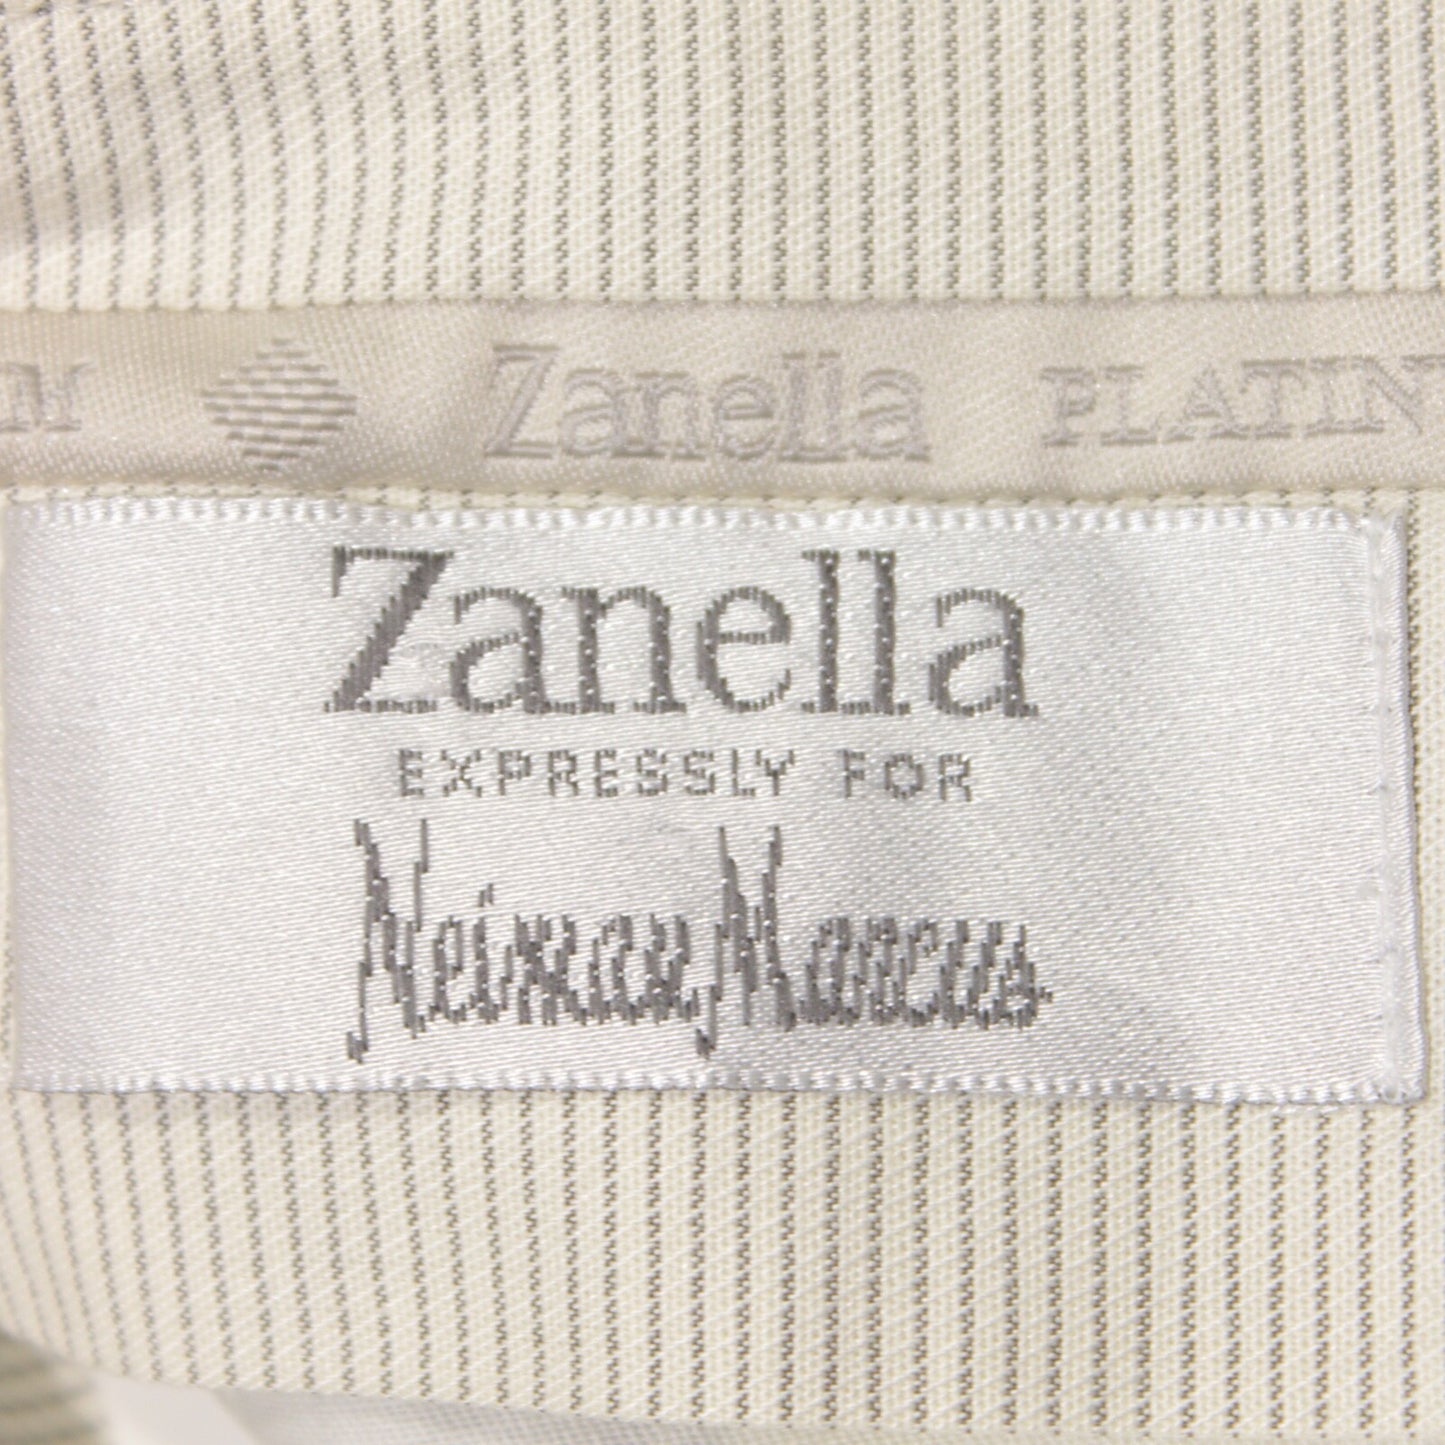 M Zanella PLATIN
Zanella
EXPRESSLY FOR
Neiman Marcus